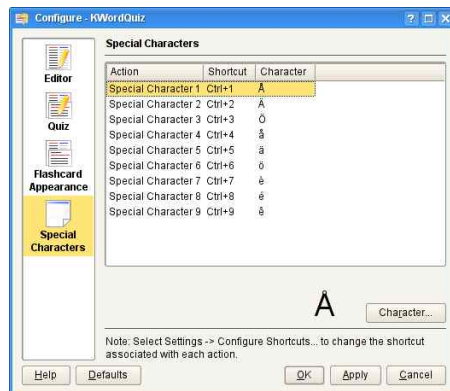 Configure - KWordQuiz
Editor
Quiz
Flashcard
Appearance
Special
Characters
Special Characters
Action Shortcut Character
Special Character 1 Ctrl+1 Å
Special Character 2 Ctrl+2 Ä
Special Character 3 Ctrl+3 Ö
Special Character 4 Ctrl+4 å
Special Character 5 Ctrl+5 ä
Special Character 6 Ctrl+6 ö
Special Character 7 Ctrl+7 è
Special Character 8 Ctrl+8 é
Special Character 9 Ctrl+9 ê
Å
Character...
Note: Select Settings -> Configure Shortcuts... to change the shortcut
associated with each action.
Help Defaults OK Apply Cancel